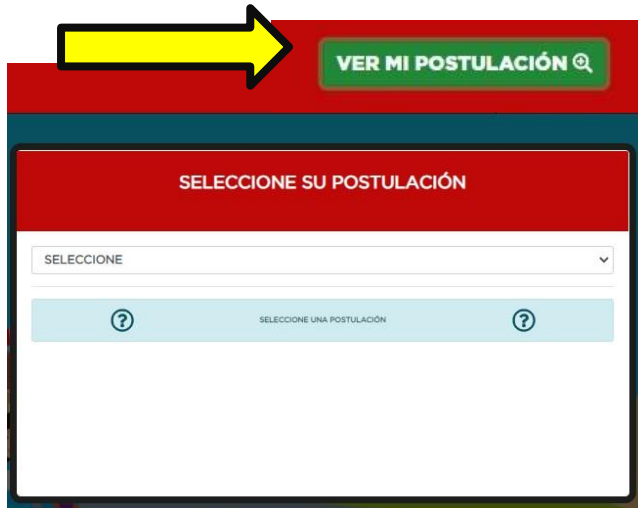 VER MI POSTULACIÓN
SELECCIONE SU POSTULACIÓN
SELECCIONE
SELECCIONE UNA POSTULACIÓN